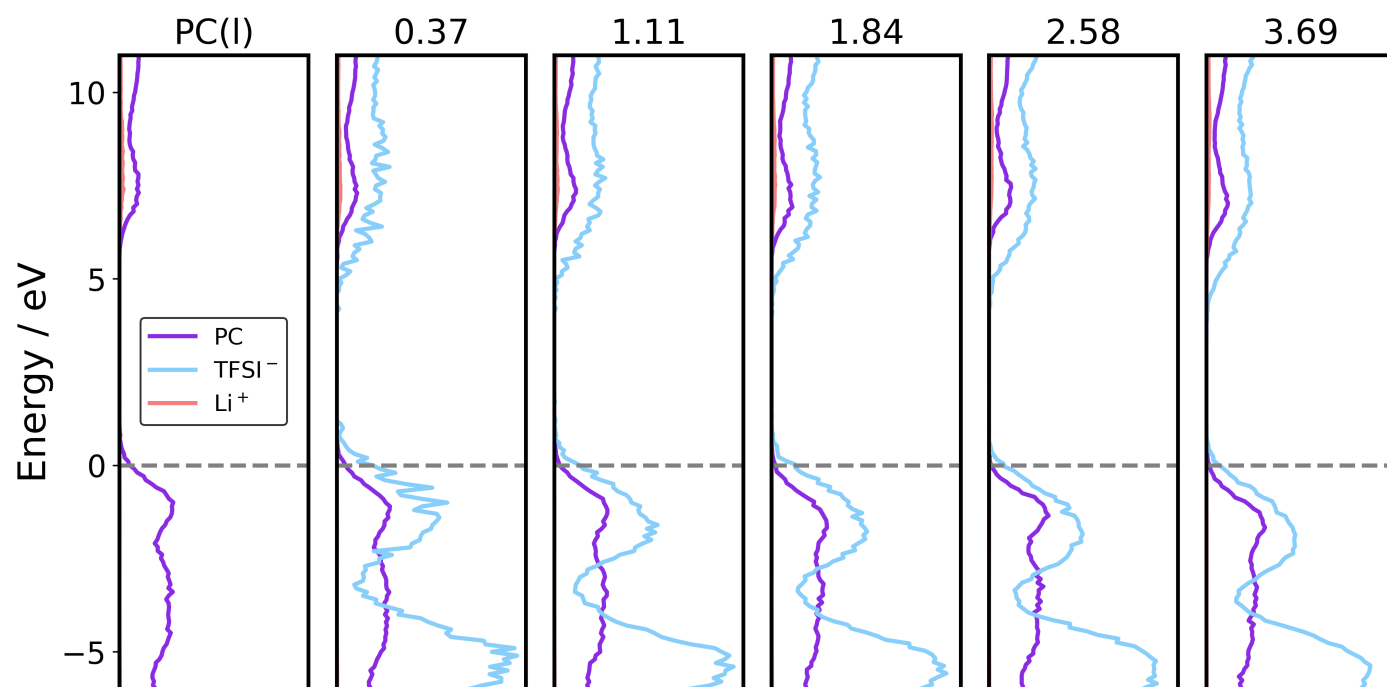 PC(l) 0.37 1.11 1.84 2.58 3.69
10
5
0
−5
Energy / eV
PC
TFSI⁻
Li⁺